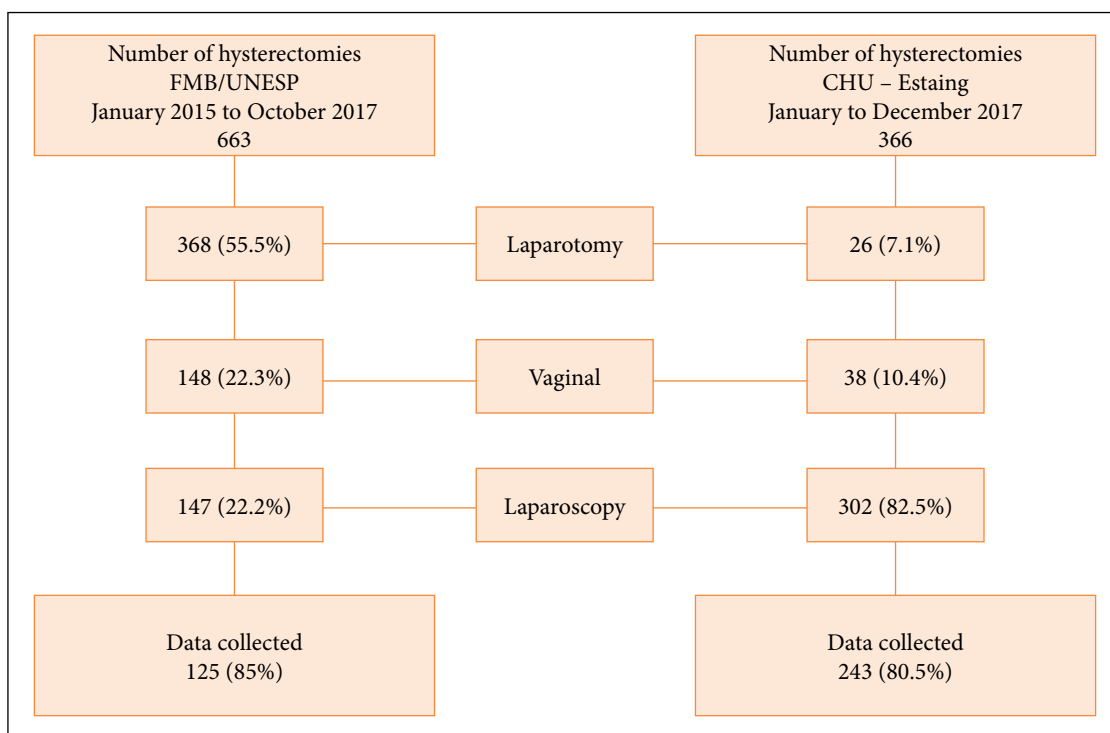 Number of hysterectomies
FMB/UNESP
January 2015 to October 2017
663
Number of hysterectomies
CHU – Estaing
January to December 2017
366
368 (55.5%)
Laparotomy
26 (7.1%)
148 (22.3%)
Vaginal
38 (10.4%)
147 (22.2%)
Laparoscopy
302 (82.5%)
Data collected
125 (85%)
Data collected
243 (80.5%)